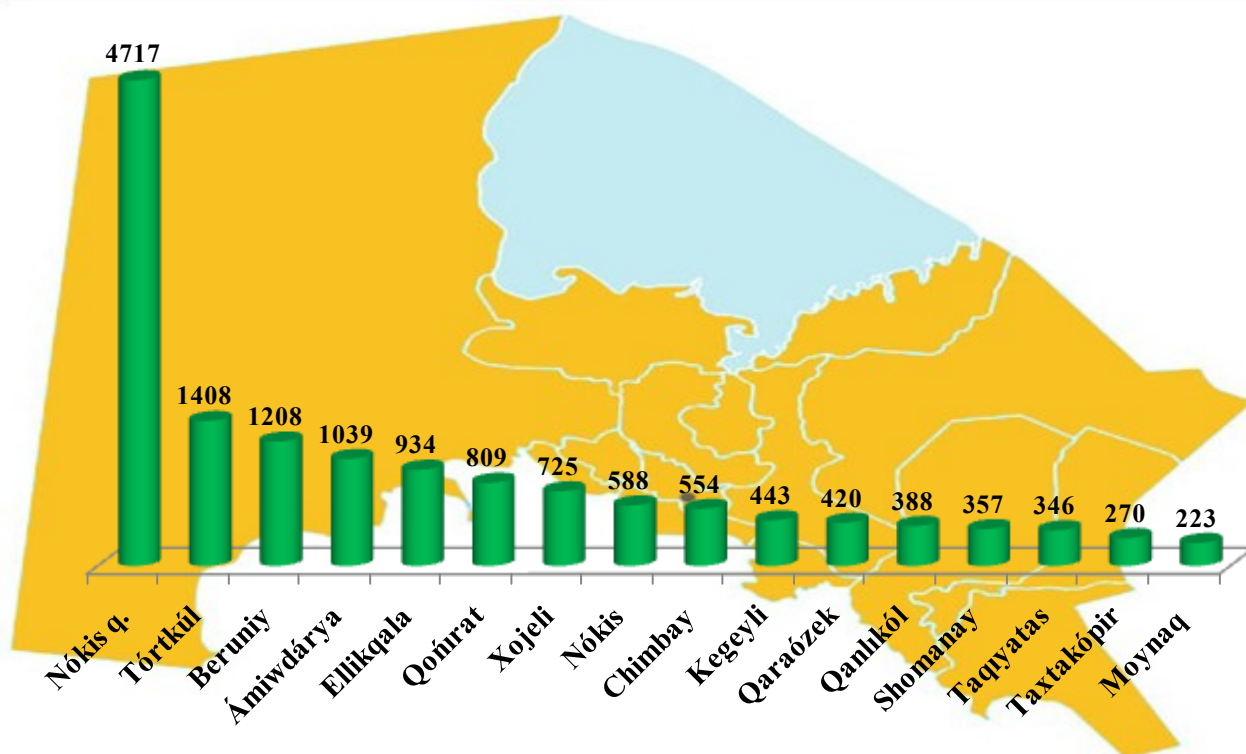 4717
1408
1208
1039
934
809
725
588
554
443
420
388
357
346
270
223
Nókis q.
Tórtkúl
Beruniy
Ámiwdárya
Ellikqala
Qońırat
Xojeli
Nókis
Chimbay
Kegeyli
Qaraózek
Qanlıkól
Shomanay
Taqıyatas
Taxtakópir
Moynaq